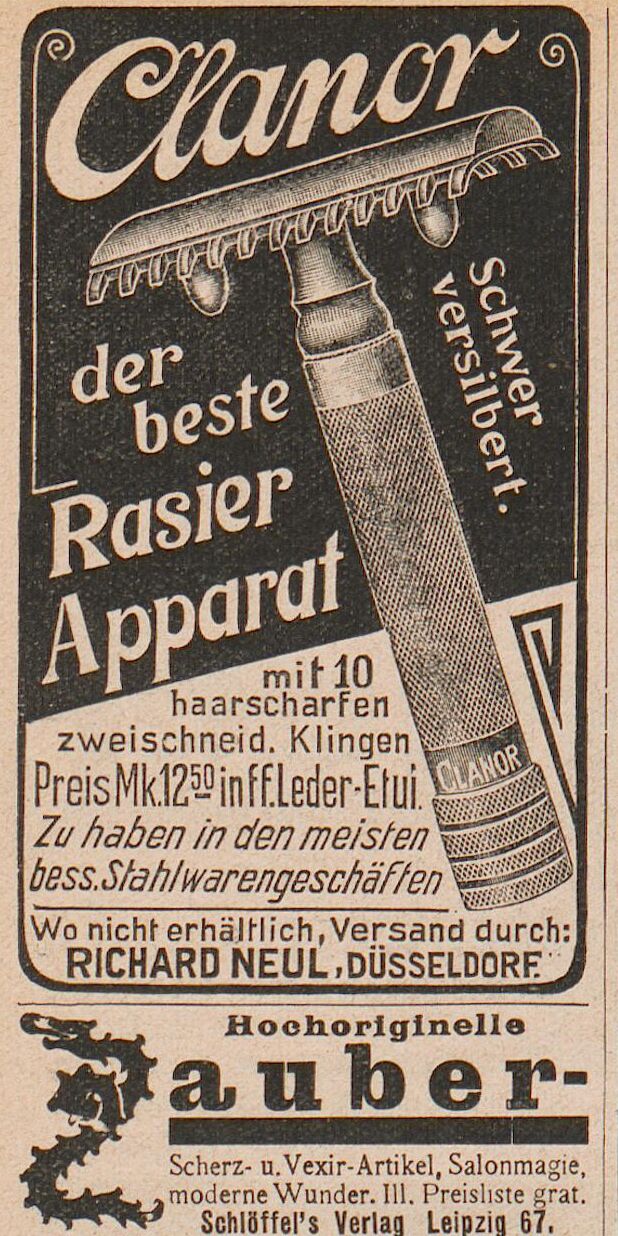 Clanor
der
beste
Rasier
Apparat
Schwer
versilbert.
mit 10
haarscharfen
zweischneid. Klingen
Preis Mk. 12 50 in ff. Leder-Etui.
Zu haben in den meisten
bess. Stahlwarengeschäften
CLANOR
Wo nicht erhältlich, Versand durch:
RICHARD NEUL, DÜSSELDORF.
Hochoriginelle
Zauber-
Scherz- u. Vexir-Artikel, Salonmagie,
moderne Wunder. Ill. Preisliste grat.
Schlöffel's Verlag Leipzig 67.